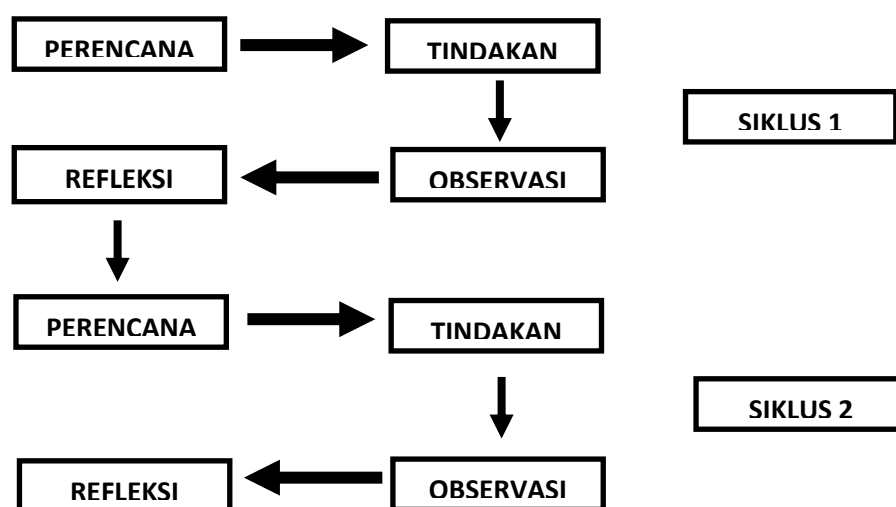 PERENCANA
TINDAKAN
SIKLUS 1
REFLEKSI
OBSERVASI
PERENCANA
TINDAKAN
SIKLUS 2
REFLEKSI
OBSERVASI